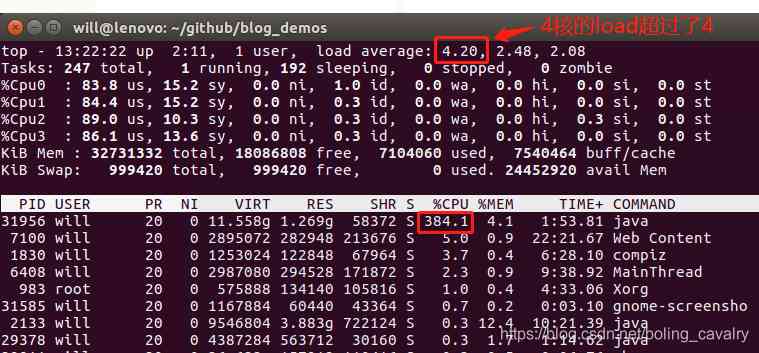 will@lenovo: ~/github/blog_demos
4核的load超过了4
top - 13:22:22 up  2:11,  1 user,  load average: 4.20, 2.48, 2.08
Tasks: 247 total,   1 running, 192 sleeping,   0 stopped,   0 zombie
%Cpu0  : 83.8 us, 15.2 sy,  0.0 ni,  1.0 id,  0.0 wa,  0.0 hi,  0.0 si,  0.0 st
%Cpu1  : 84.4 us, 15.2 sy,  0.0 ni,  0.3 id,  0.0 wa,  0.0 hi,  0.0 si,  0.0 st
%Cpu2  : 89.0 us, 10.3 sy,  0.0 ni,  0.3 id,  0.0 wa,  0.0 hi,  0.3 si,  0.0 st
%Cpu3  : 86.1 us, 13.6 sy,  0.0 ni,  0.3 id,  0.0 wa,  0.0 hi,  0.0 si,  0.0 st
KiB Mem : 32731332 total, 18086808 free,  7104060 used,  7540464 buff/cache
KiB Swap:   999420 total,   999420 free,        0 used. 24452920 avail Mem
PID USER      PR  NI    VIRT    RES    SHR S  %CPU %MEM     TIME+ COMMAND
31956 will      20   0 11.558g 1.269g  58372 S 384.1  4.1   1:53.81 java
7100 will      20   0 2895072 282948 213676 S   5.0  0.9  22:21.67 Web Content
1830 will      20   0 1253024 122848  67964 S   3.7  0.4   6:28.10 compiz
6408 will      20   0 2987080 294528 171872 S   2.3  0.9   9:38.92 MainThread
983 root      20   0  575888 134140 105816 S   1.0  0.4   4:33.06 Xorg
31585 will      20   0 1167884  60440  43364 S   0.7  0.2   0:03.10 gnome-screensho
2133 will      20   0 9546804 3.883g 722124 S   0.3 12.4  10:21.39 java
29378 will      20   0 4387284 563712  30160 S   0.3  1.7   1:14.62 java
https://blog.csdn.net/boling_cavalry